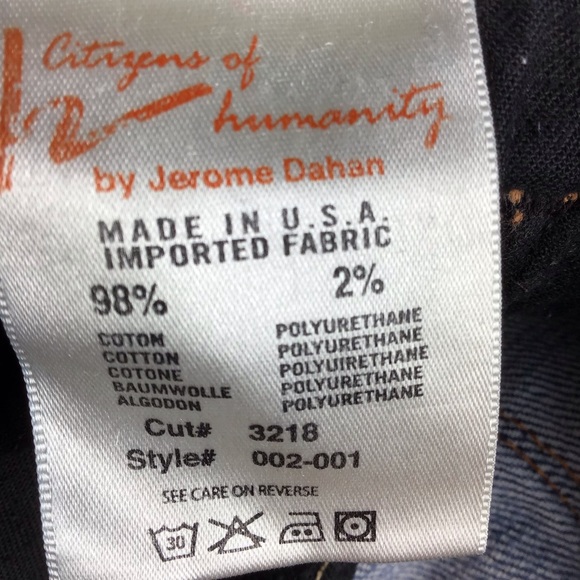 Citizens of
humanity
by Jerome Dahan
MADE IN U.S.A.
IMPORTED FABRIC
98% 2%
COTON POLYURETHANE
COTTON POLYURETHANE
COTONE POLYUIRETHANE
BAUMWOLLE POLYURETHANE
ALGODON POLYURETHANE
Cut# 3218
Style# 002-001
SEE CARE ON REVERSE
30